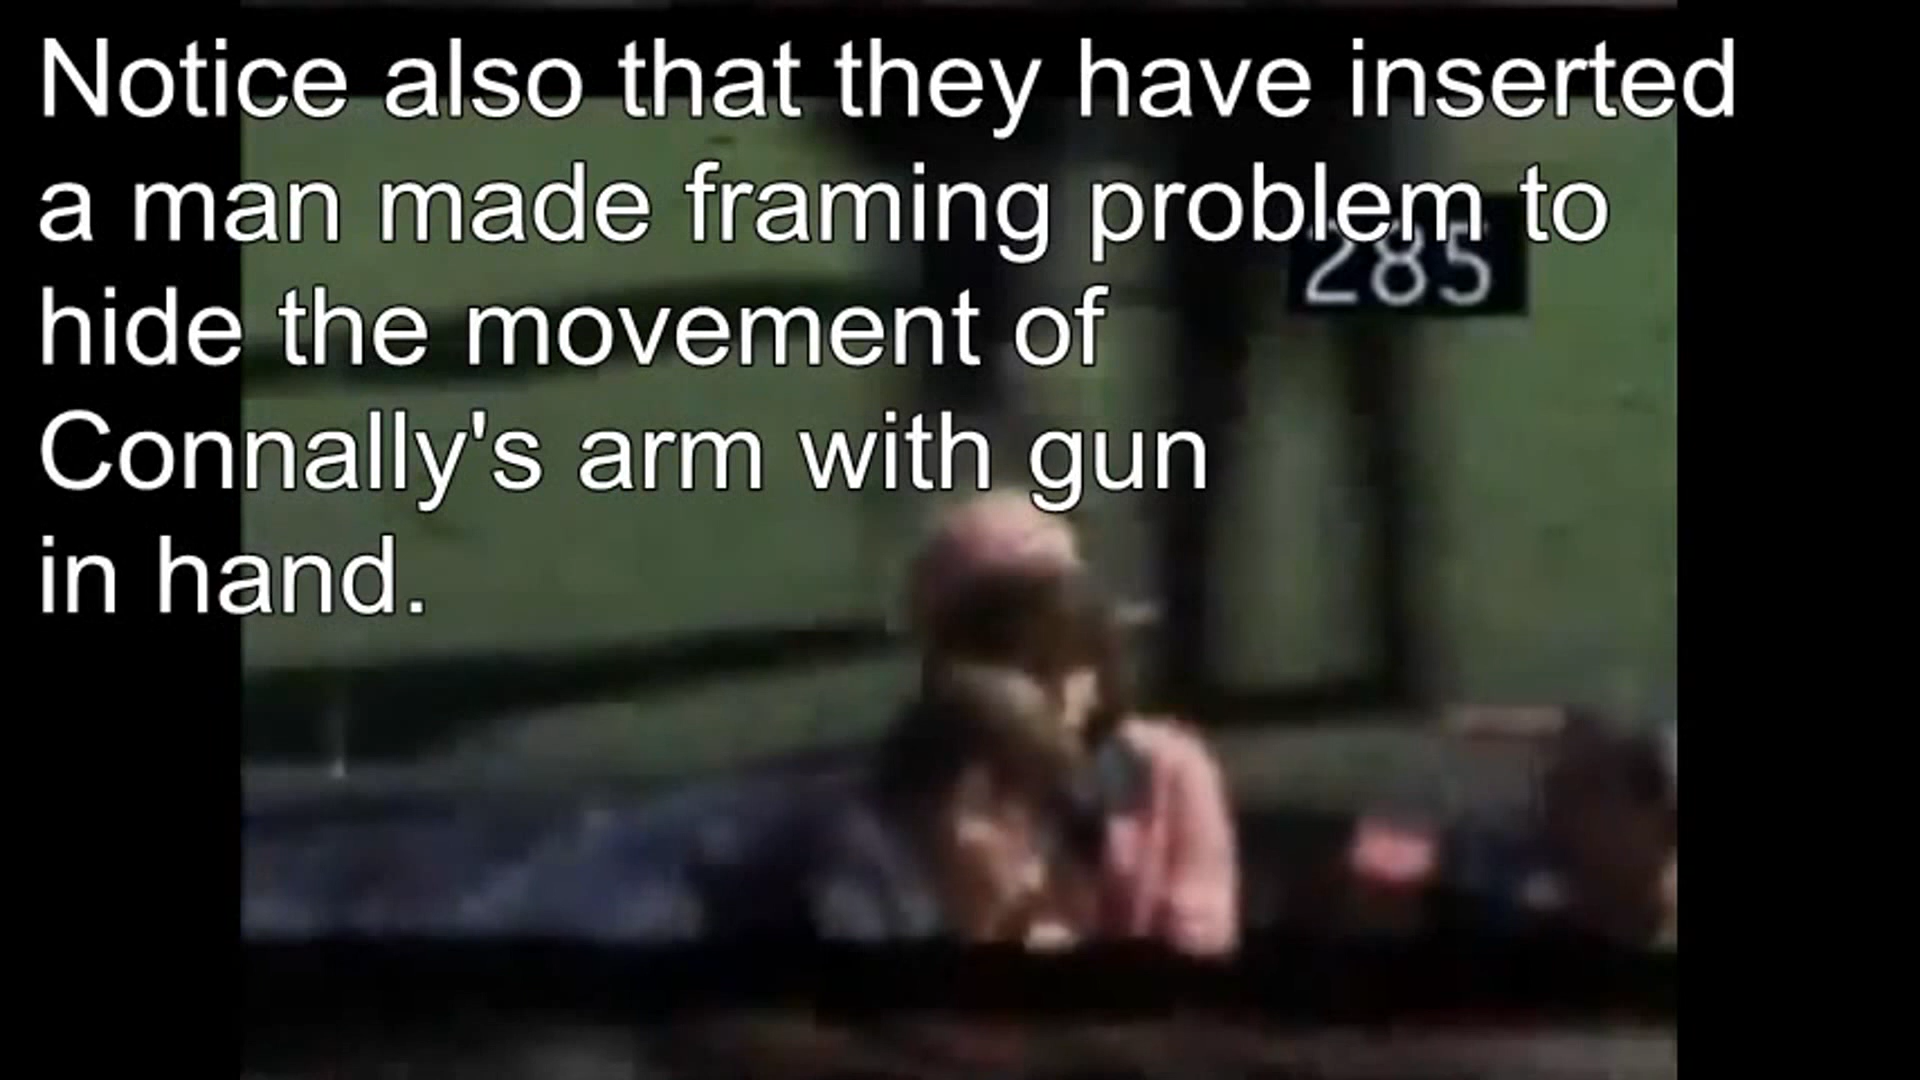 Notice also that they have inserted
a man made framing problem to
285
hide the movement of
Connally's arm with gun
in hand.